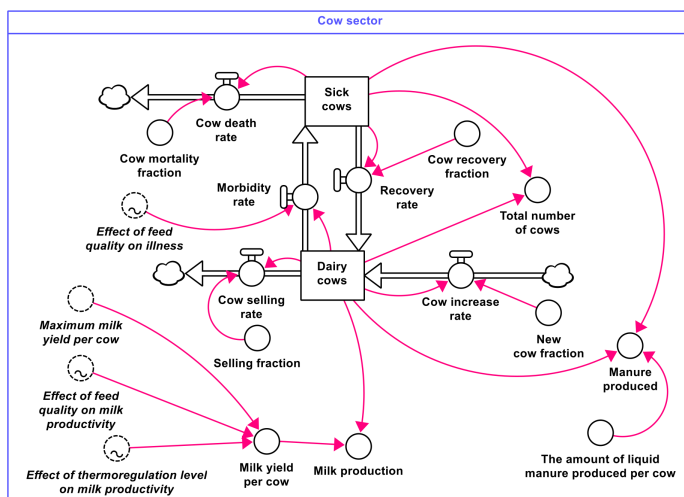 Cow sector
Sick
cows
Cow death
rate
Cow mortality
fraction
Cow recovery
fraction
Morbidity
rate
Recovery
rate
Total number
of cows
Effect of feed
quality on illness
Dairy
cows
Cow selling
rate
Cow increase
rate
Maximum milk
yield per cow
Selling fraction
New
cow fraction
Manure
produced
Effect of feed
quality on milk
productivity
Milk yield
per cow
Milk production
The amount of liquid
manure produced per cow
Effect of thermoregulation level
on milk productivity